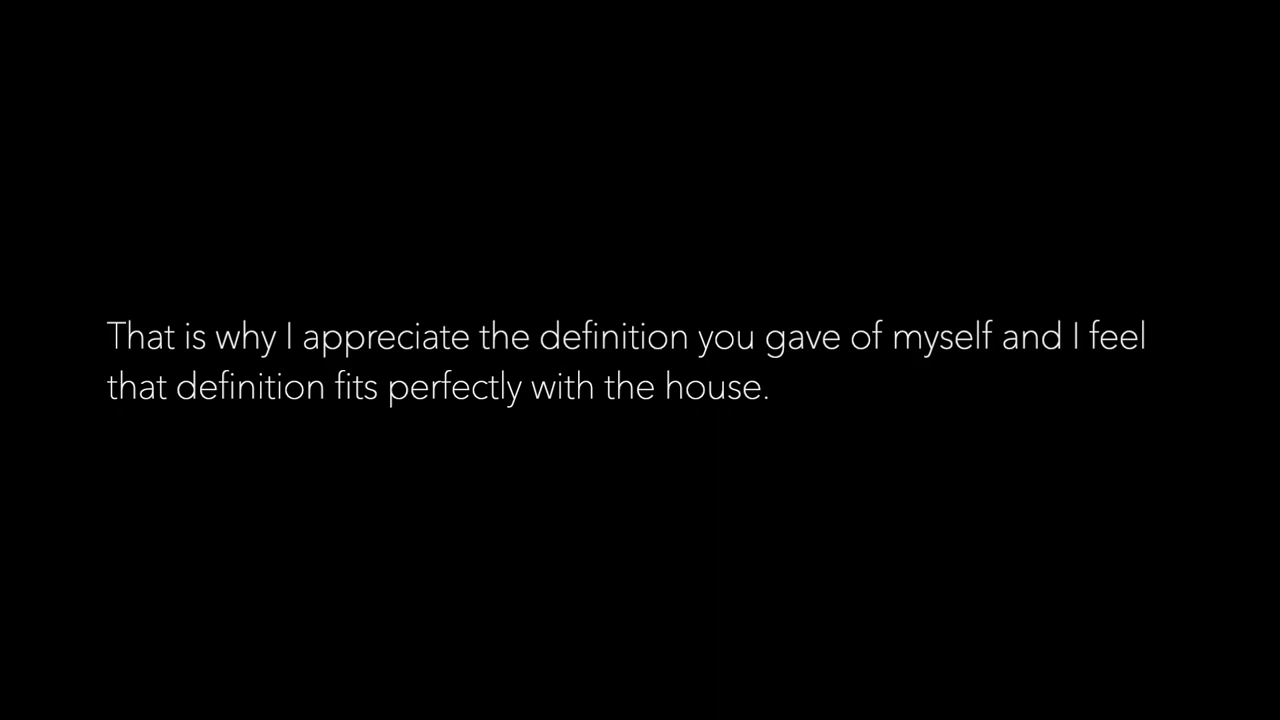 That is why I appreciate the definition you gave of myself and I feel
that definition fits perfectly with the house.